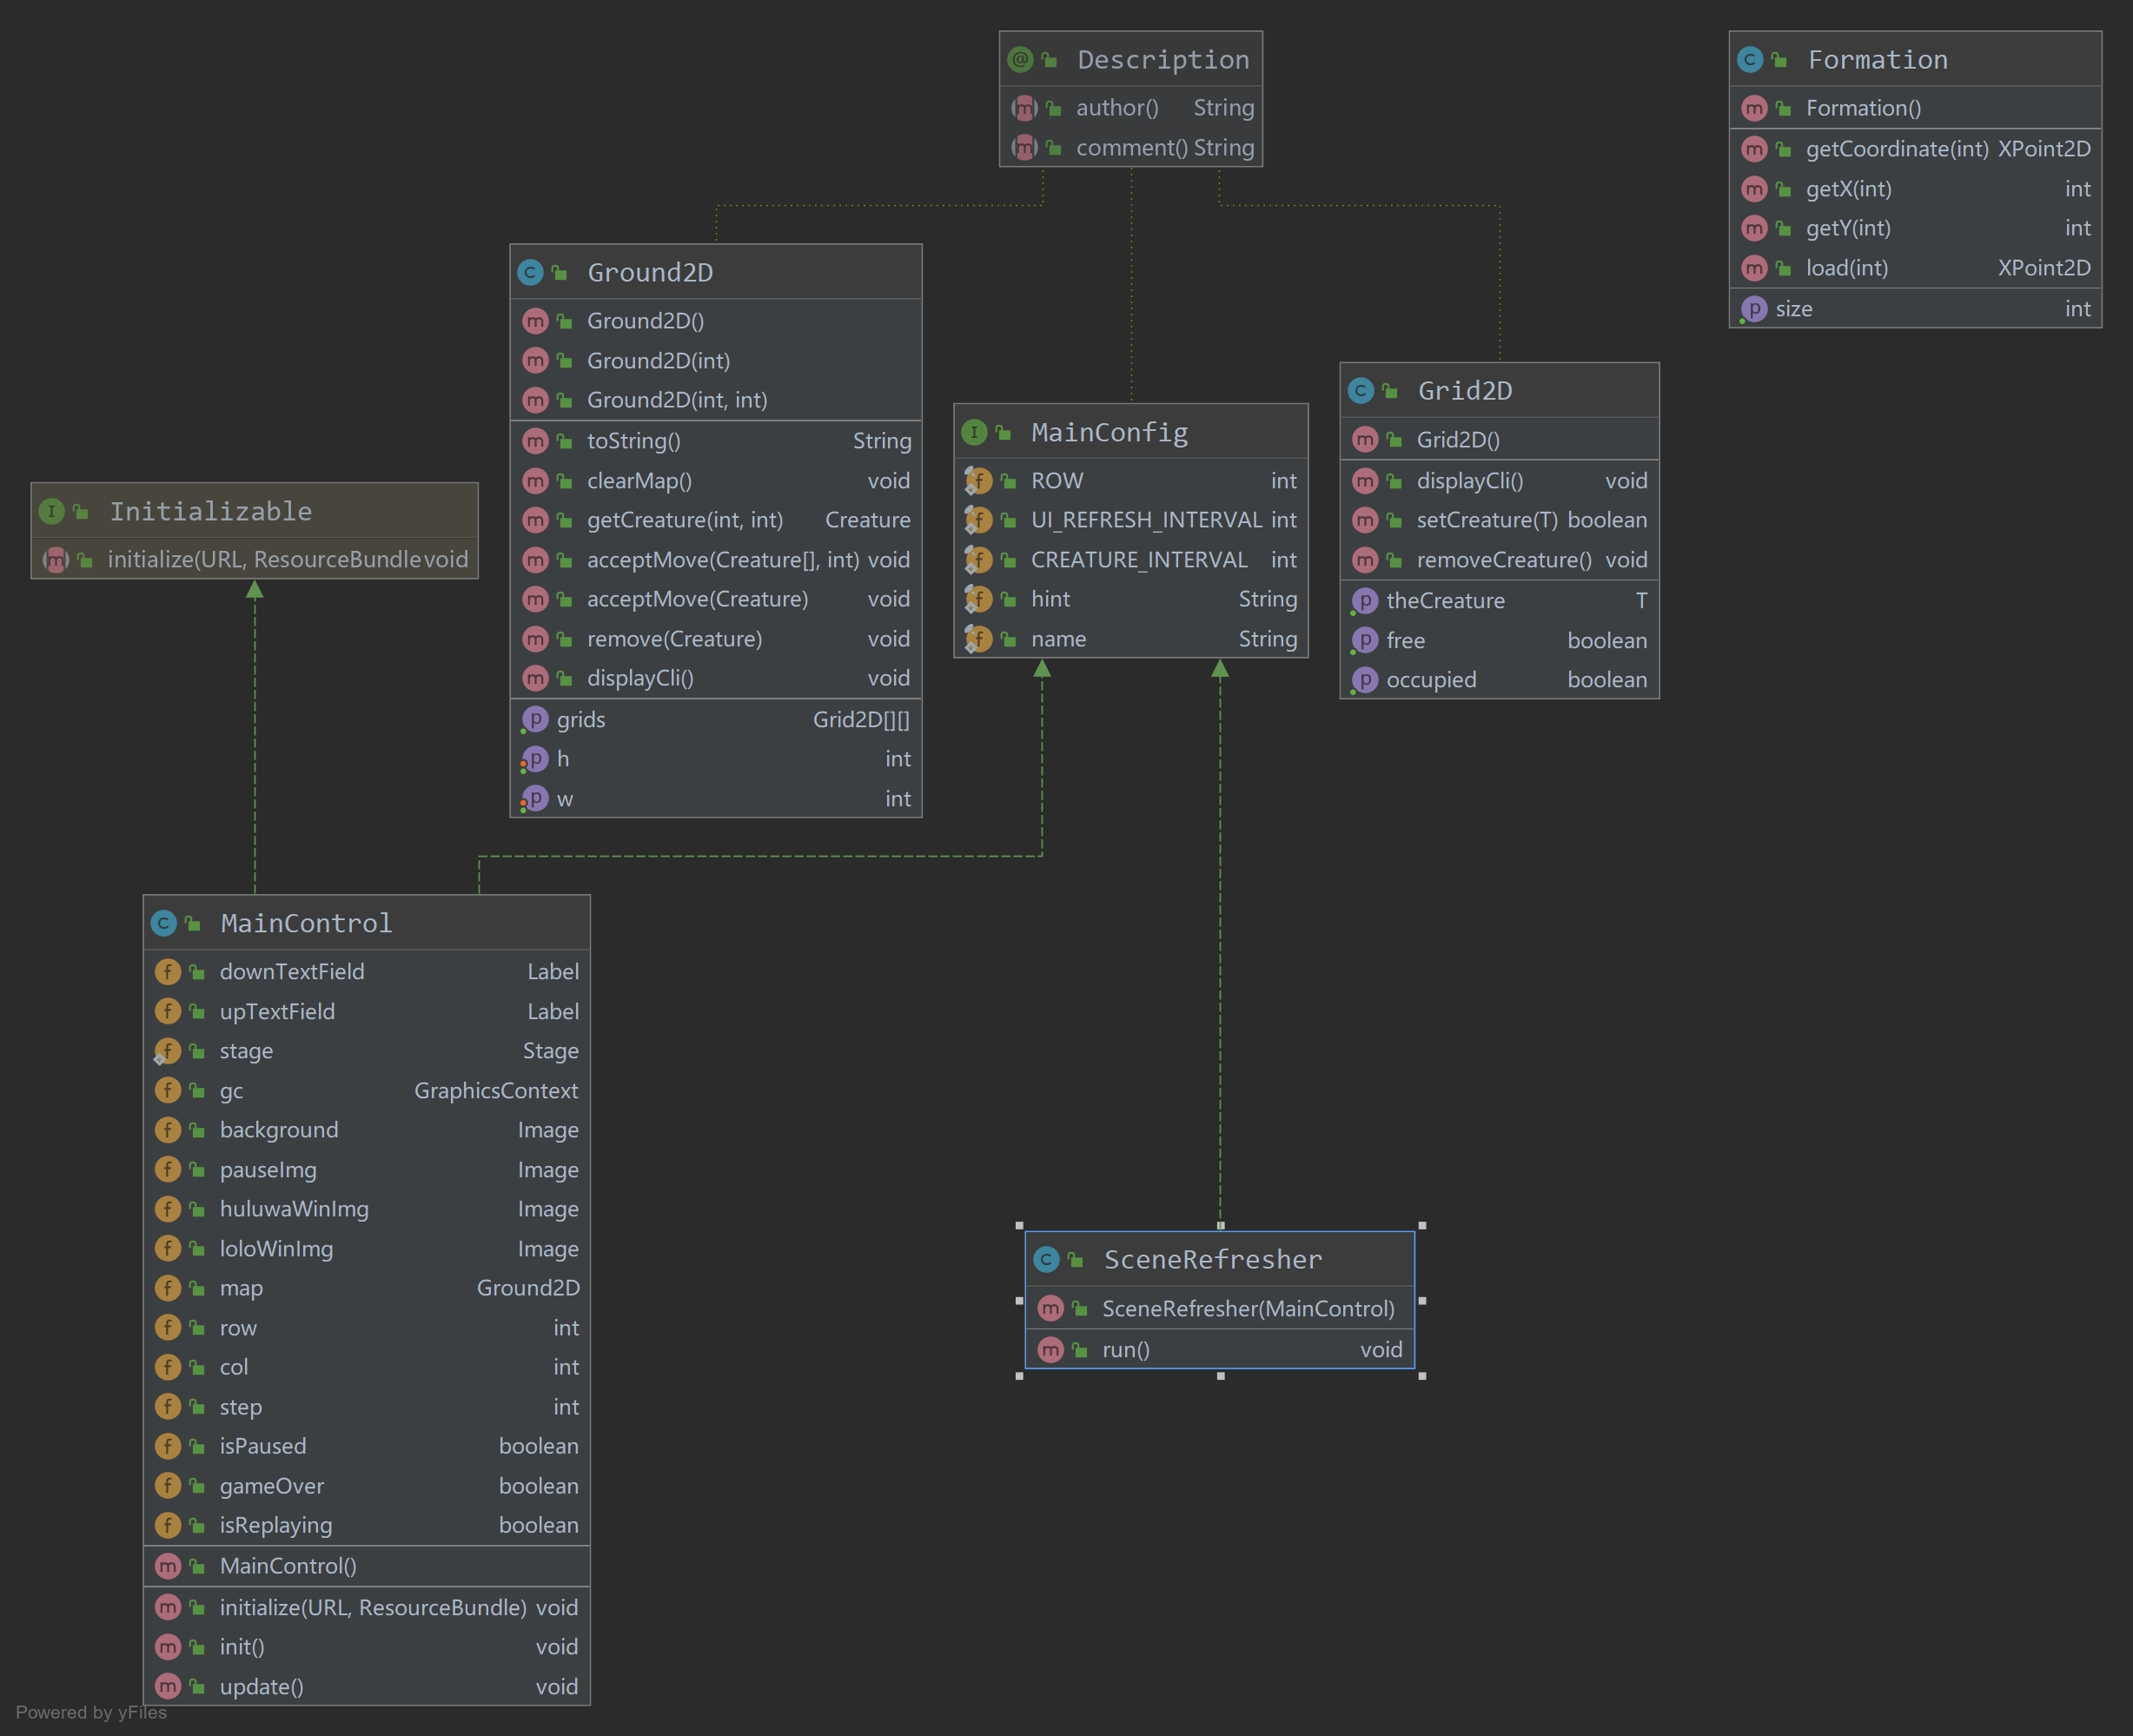 Description
author() String
comment() String
Formation
Formation()
getCoordinate(int) XPoint2D
getX(int) int
getY(int) int
load(int) XPoint2D
size int
Ground2D
Ground2D()
Ground2D(int)
Ground2D(int, int)
toString() String
clearMap() void
getCreature(int, int) Creature
acceptMove(Creature[], int) void
acceptMove(Creature) void
remove(Creature) void
displayCli() void
grids Grid2D[][]
h int
w int
MainConfig
ROW int
UI_REFRESH_INTERVAL int
CREATURE_INTERVAL int
hint String
name String
Grid2D
Grid2D()
displayCli() void
setCreature(T) boolean
removeCreature() void
theCreature T
free boolean
occupied boolean
Initializable
initialize(URL, ResourceBundle void
MainControl
downTextField Label
upTextField Label
stage Stage
gc GraphicsContext
background Image
pauseImg Image
huluwaWinImg Image
loloWinImg Image
map Ground2D
row int
col int
step int
isPaused boolean
gameOver boolean
isReplaying boolean
MainControl()
initialize(URL, ResourceBundle) void
init() void
update() void
SceneRefresher
SceneRefresher(MainControl)
run() void
Powered by yFiles